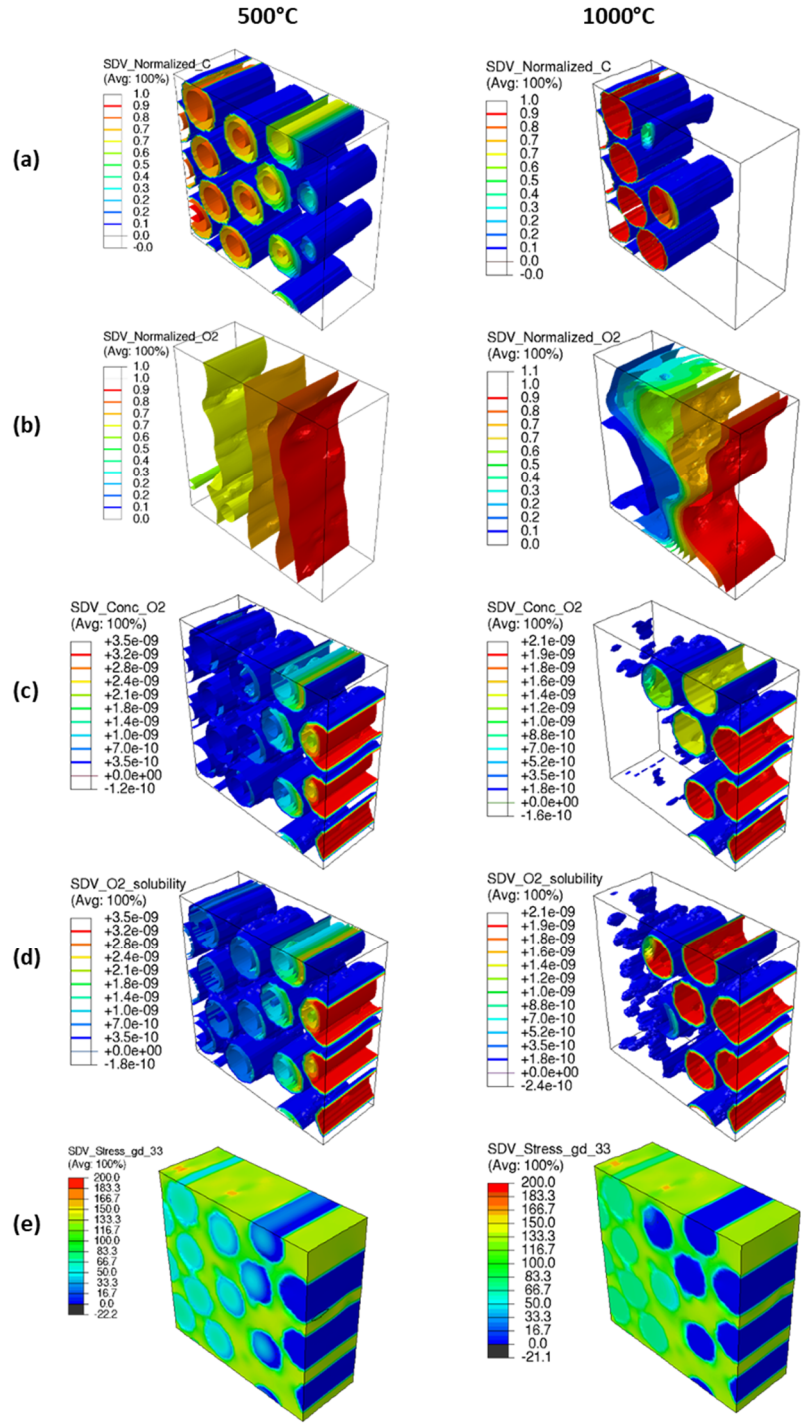 500°C
1000°C
(a)
SDV_Normalized_C
(Avg: 100%)
1.0
0.9
0.8
0.7
0.6
0.5
0.4
0.3
0.2
0.2
0.1
0.0
-0.0
SDV_Normalized_C
(Avg: 100%)
1.0
0.9
0.8
0.7
0.6
0.5
0.4
0.3
0.2
0.2
0.1
0.0
-0.0
(b)
SDV_Normalized_O2
(Avg: 100%)
1.0
1.0
0.9
0.8
0.7
0.6
0.5
0.4
0.3
0.2
0.2
0.1
0.0
SDV_Normalized_O2
(Avg: 100%)
1.1
1.0
0.9
0.8
0.7
0.6
0.5
0.4
0.3
0.2
0.2
0.1
0.0
(c)
SDV_Conc_O2
(Avg: 100%)
+3.5e-09
+3.2e-09
+2.8e-09
+2.4e-09
+2.1e-09
+1.8e-09
+1.4e-09
+1.0e-09
+7.0e-10
+3.5e-10
+0.0e+00
-1.2e-10
SDV_Conc_O2
(Avg: 100%)
+2.1e-09
+1.9e-09
+1.8e-09
+1.6e-09
+1.4e-09
+1.2e-09
+1.0e-09
+8.8e-10
+7.0e-10
+5.2e-10
+3.5e-10
+1.8e-10
+0.0e+00
-1.6e-10
(d)
SDV_O2_solubility
(Avg: 100%)
+3.5e-09
+3.2e-09
+2.8e-09
+2.4e-09
+2.1e-09
+1.8e-09
+1.4e-09
+1.0e-09
+7.0e-10
+3.5e-10
+0.0e+00
-1.8e-10
SDV_O2_solubility
(Avg: 100%)
+2.1e-09
+1.9e-09
+1.8e-09
+1.6e-09
+1.4e-09
+1.2e-09
+1.0e-09
+8.8e-10
+7.0e-10
+5.2e-10
+3.5e-10
+1.8e-10
+0.0e+00
-2.4e-10
(e)
SDV_Stress_gd_33
(Avg: 100%)
200.0
183.3
166.7
150.0
133.3
116.7
100.0
83.3
66.7
50.0
33.3
16.7
0.0
-22.2
SDV_Stress_gd_33
(Avg: 100%)
200.0
183.3
166.7
150.0
133.3
116.7
100.0
83.3
66.7
50.0
33.3
16.7
0.0
-21.1